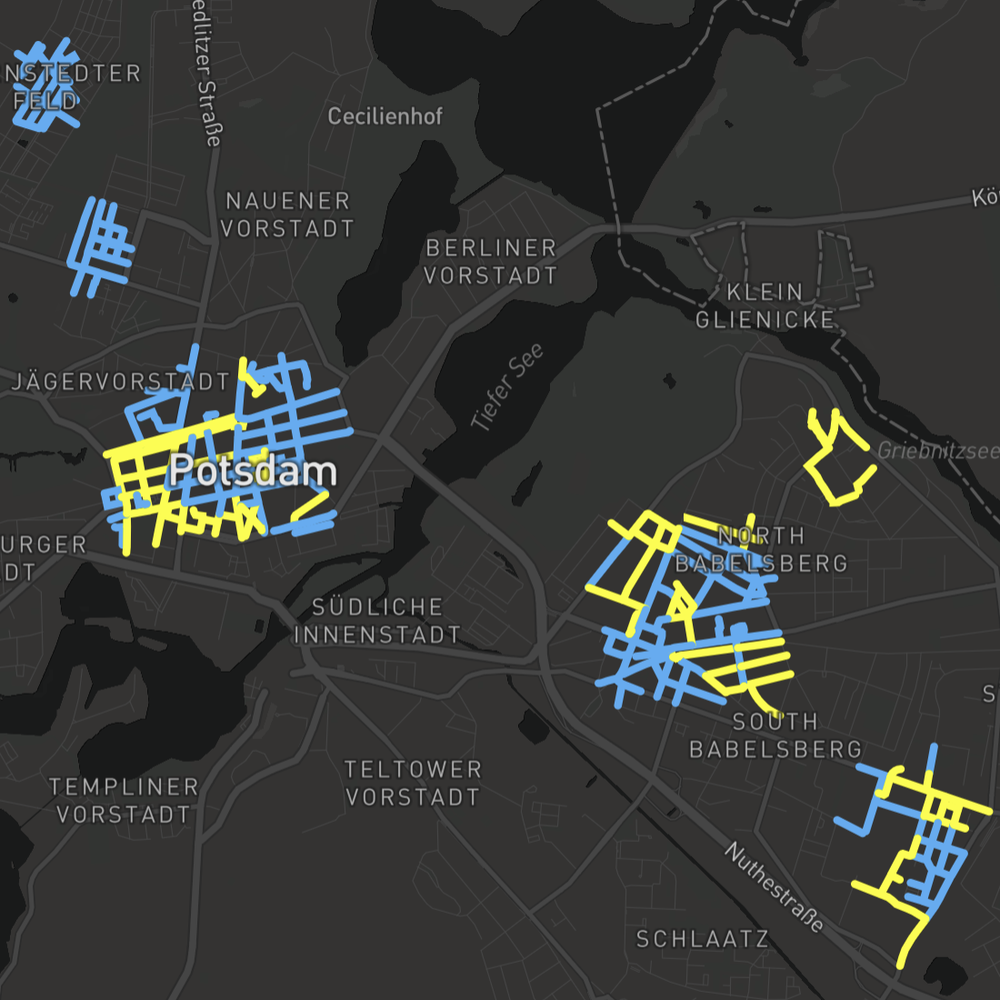 edlitzer Straße
NSTEDTER
FELD
Cecilienhof
NAUENER
VORSTADT
Kö
BERLINER
VORSTADT
KLEIN
GLIENICKE
JÄGERVORSTADT
Tiefer See
Griebnitzsee
Potsdam
URGER
DT
NORTH
BABELSBERG
SÜDLICHE
INNENSTADT
S
SOUTH
BABELSBERG
TELTOWER
VORSTADT
TEMPLINER
VORSTADT
Nuthestraße
SCHLAATZ